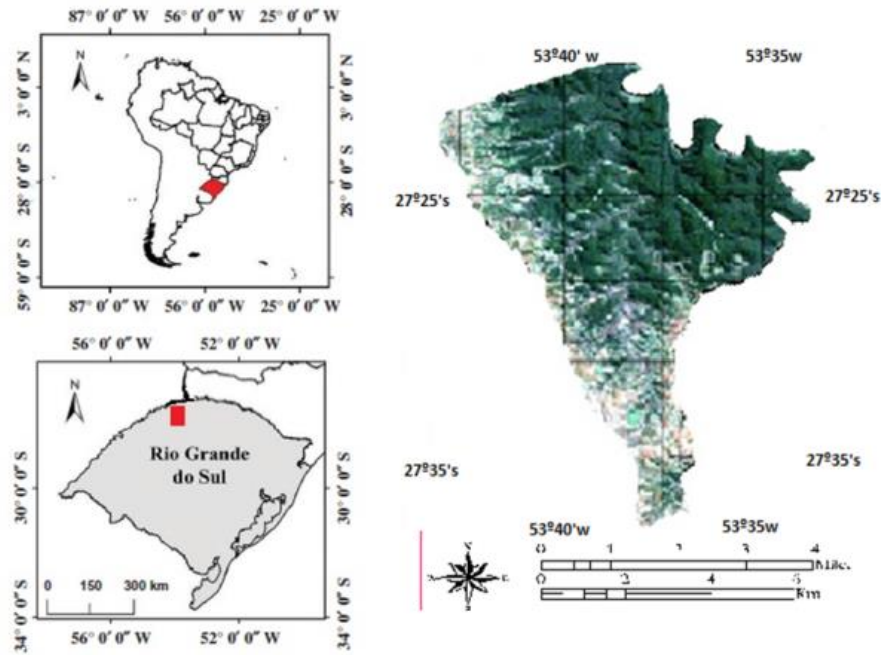 87° 0' 0" W 56° 0' 0" W 25° 0' 0" W
N
3° 0' 0" N
3° 0' 0" N
28° 0' 0" S
28° 0' 0" S
59° 0' 0" S
59° 0' 0" S
87° 0' 0" W 56° 0' 0" W 25° 0' 0" W
56° 0' 0" W 52° 0' 0" W
N
Rio Grande
do Sul
30° 0' 0" S
30° 0' 0" S
0 150 300 km
34° 0' 0" S
34° 0' 0" S
56° 0' 0" W 52° 0' 0" W
53º40' w 53º35w
27º25's 27º25's
27º35's 27º35's
53º40'w 53º35w
0 1 3 4
Miles
0 2 4 6
Km